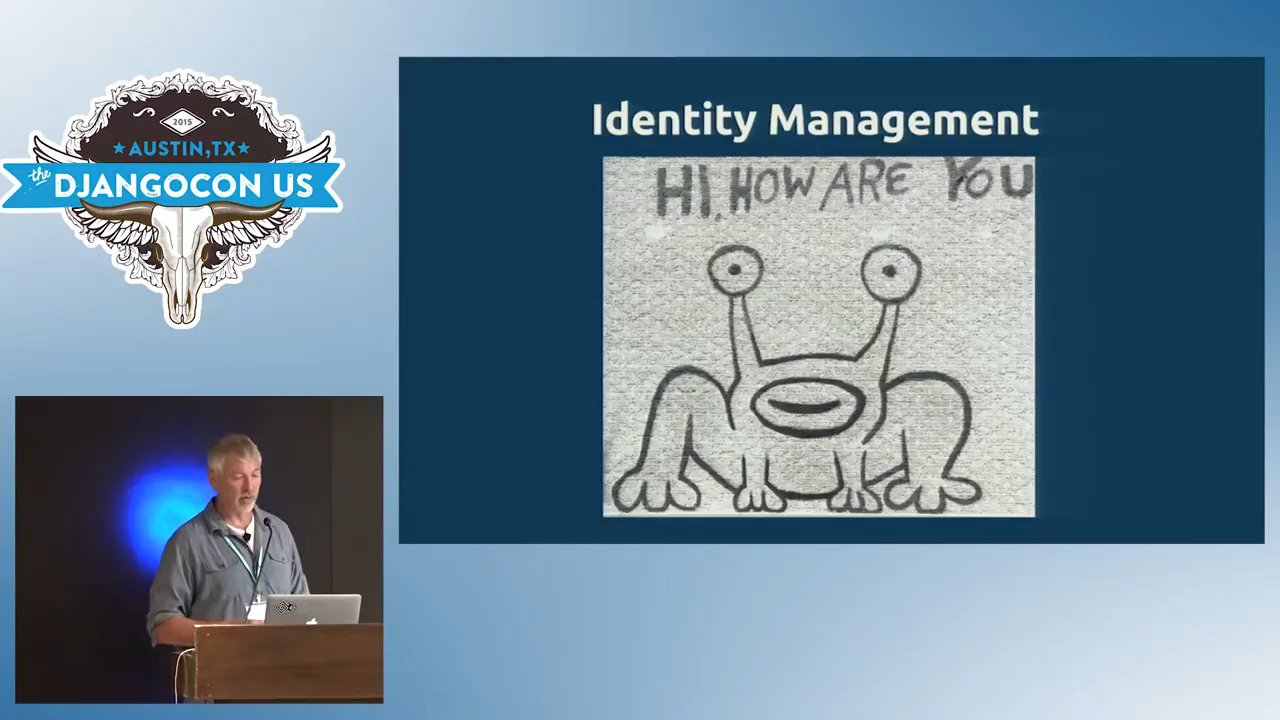 2015
AUSTIN, TX
the
DJANGOCON US
Identity Management
HI, HOW ARE YOU